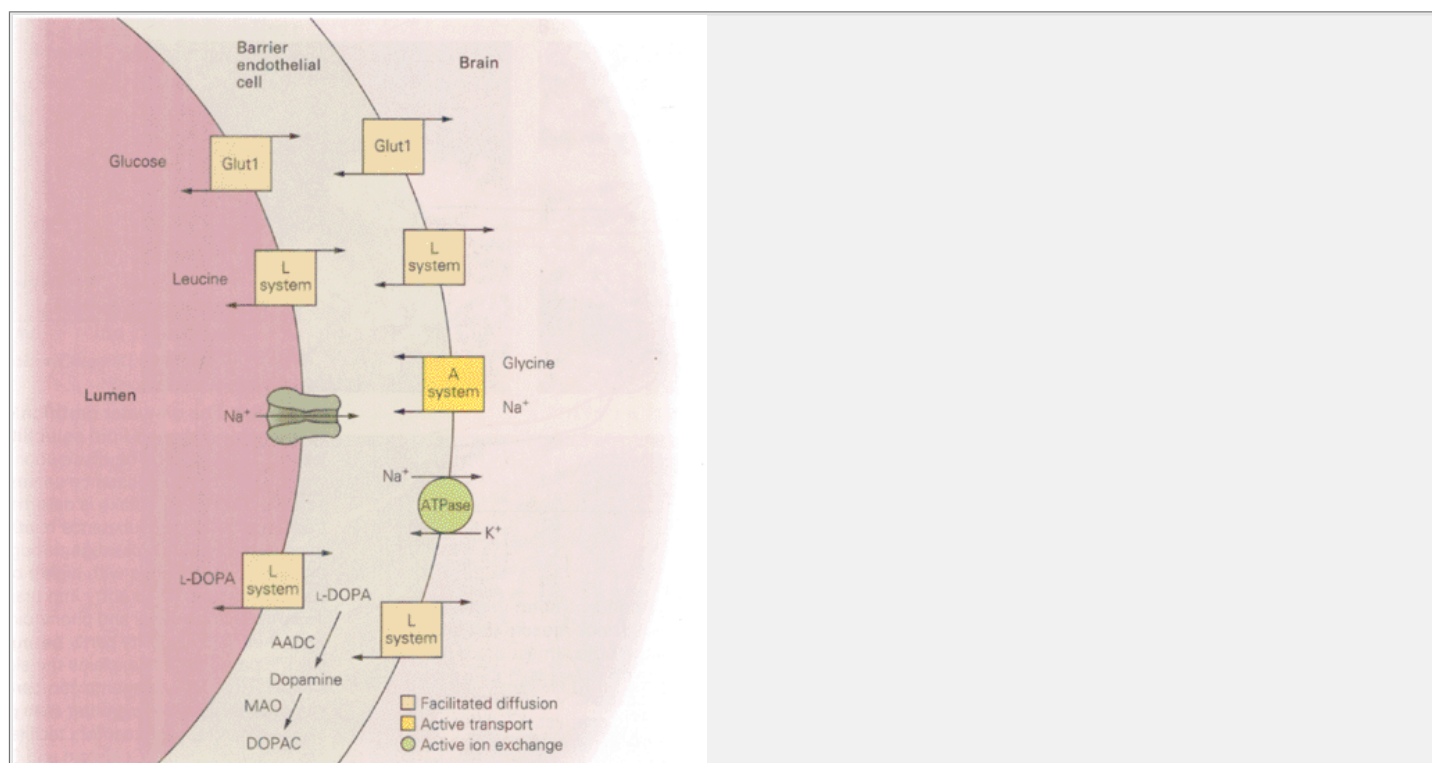 Barrier
endothelial
cell
Brain
Glucose
Glut1
Glut1
Leucine
L
system
L
system
Lumen
Na⁺
A
system
Glycine
Na⁺
Na⁺
ATPase
K⁺
L-DOPA
L
system
L-DOPA
L
system
AADC
Dopamine
MAO
DOPAC
Facilitated diffusion
Active transport
Active ion exchange